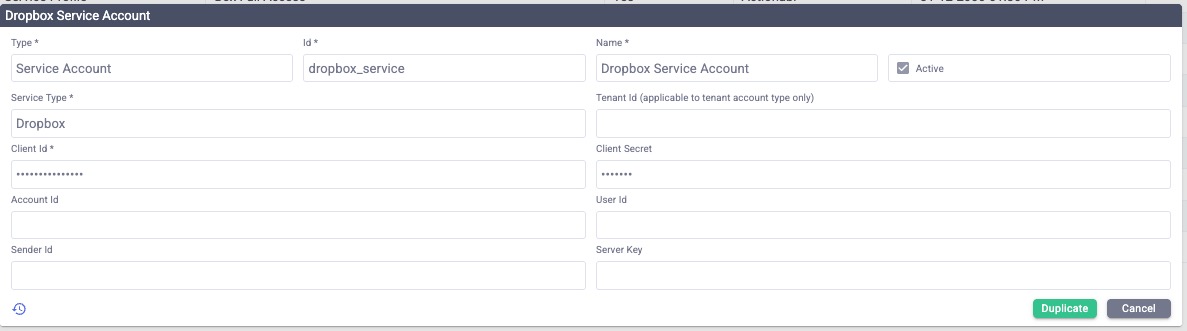 Dropbox Service Account
Type *
Id *
Name *
Service Account
dropbox_service
Dropbox Service Account
Active
Service Type *
Tenant Id (applicable to tenant account type only)
Dropbox
Client Id *
Client Secret
•••••••••••••••
•••••••
Account Id
User Id
Sender Id
Server Key
Duplicate
Cancel